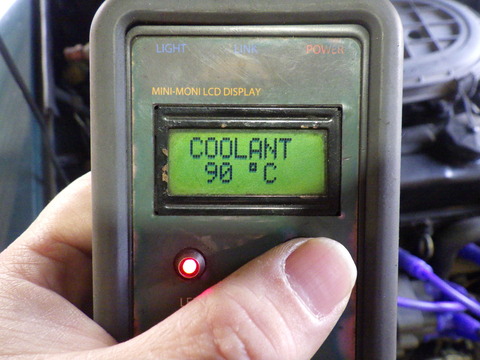 LIGHT LINK POWER
MINI-MONI LCD DISPLAY
COOLANT
90 °C